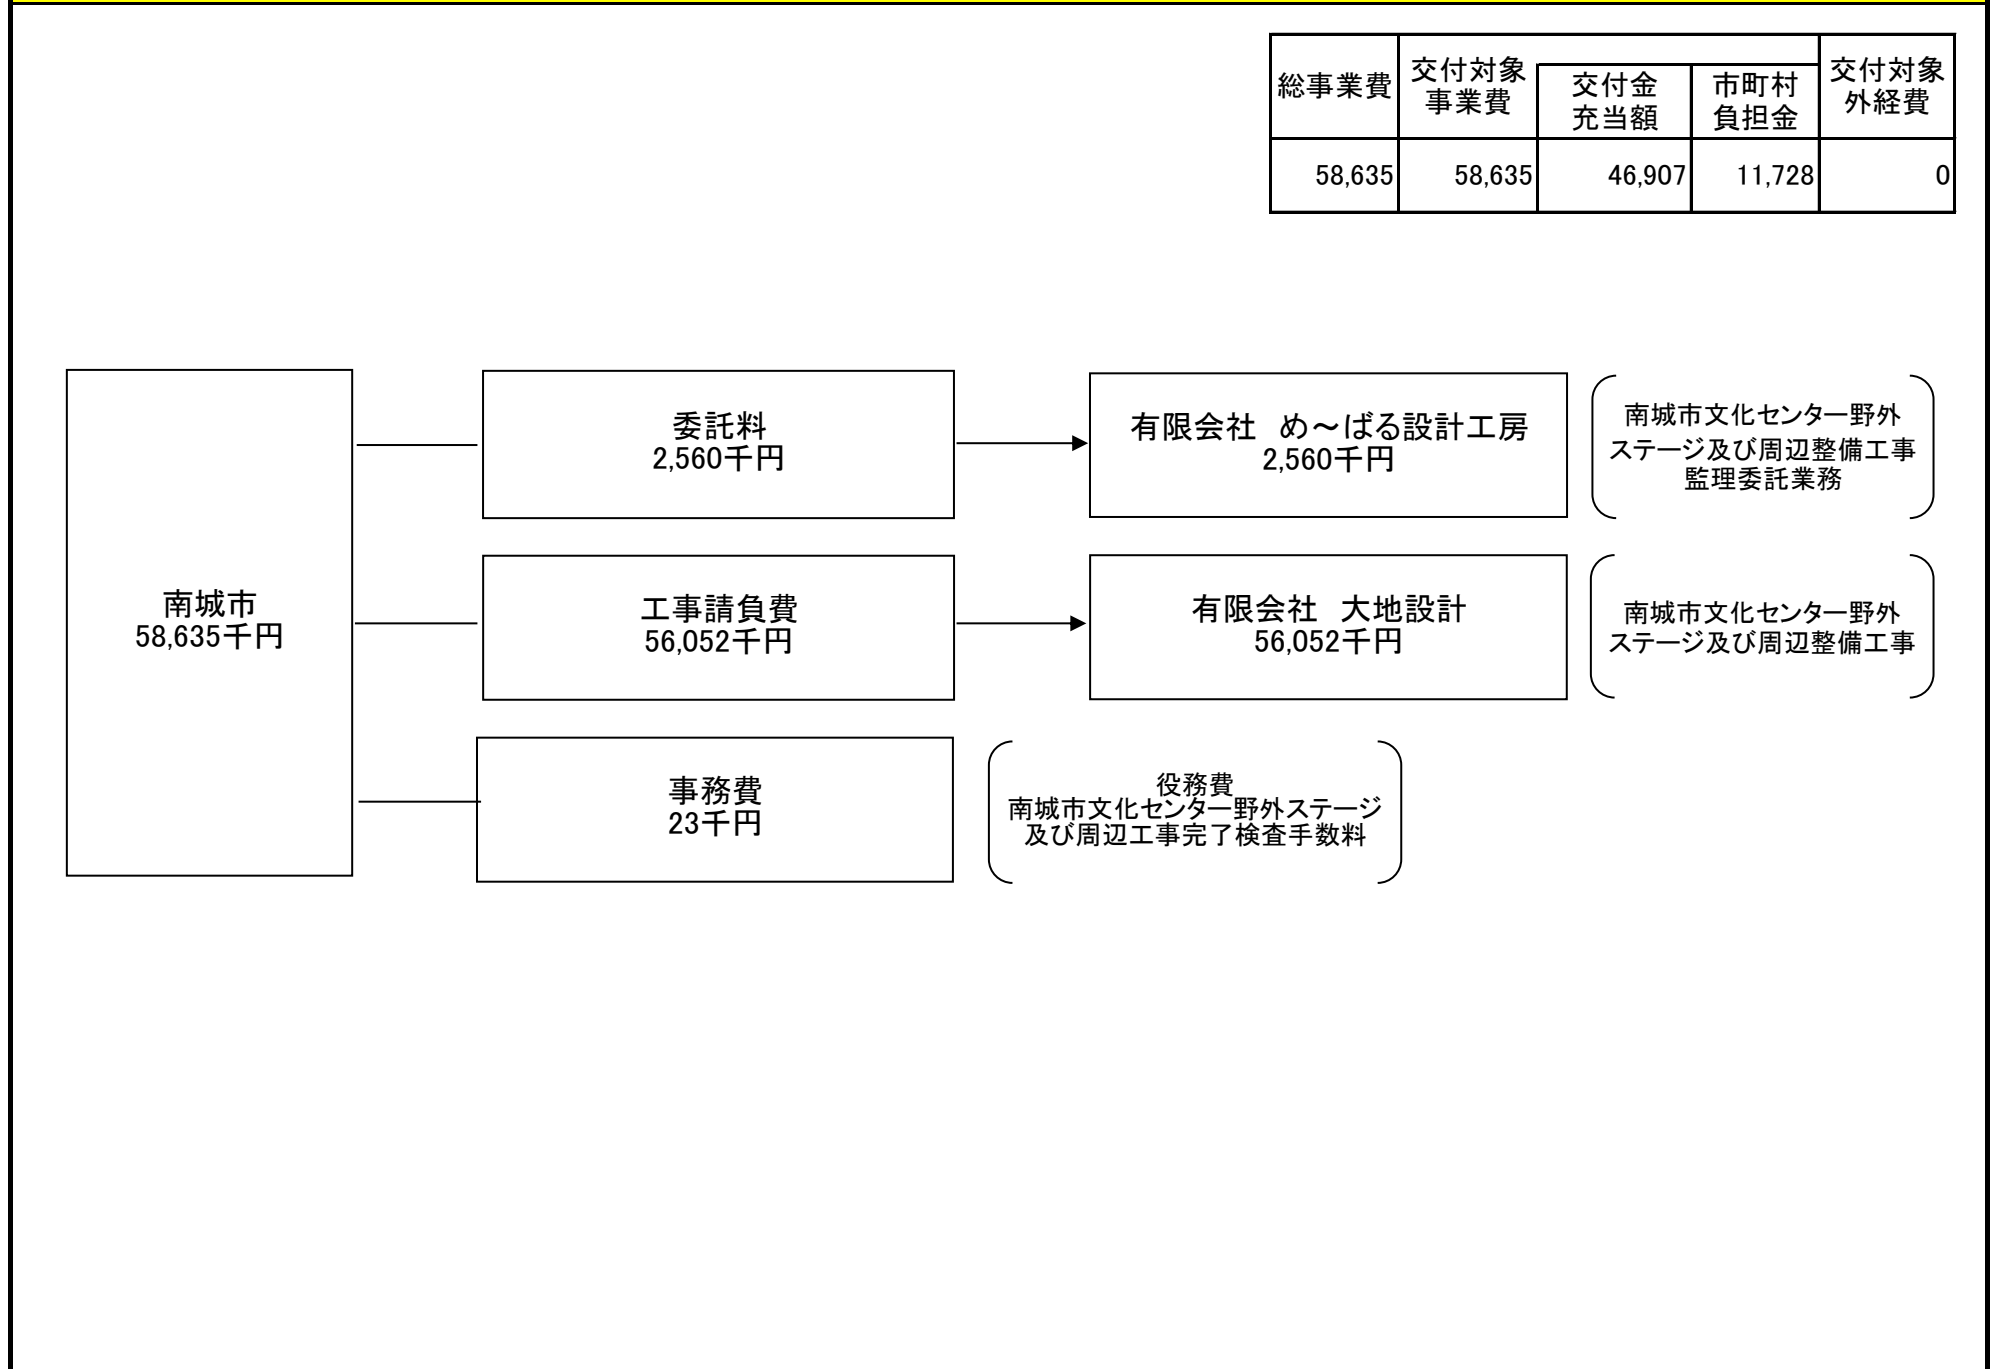 総事業費
交付対象
事業費
交付金
充当額
市町村
負担金
交付対象
外経費
58,635
58,635
46,907
11,728
0
南城市
58,635千円
委託料
2,560千円
有限会社　め～ばる設計工房
2,560千円
南城市文化センター野外
ステージ及び周辺整備工事
監理委託業務
工事請負費
56,052千円
有限会社　大地設計
56,052千円
南城市文化センター野外
ステージ及び周辺整備工事
事務費
23千円
役務費
南城市文化センター野外ステージ
及び周辺工事完了検査手数料